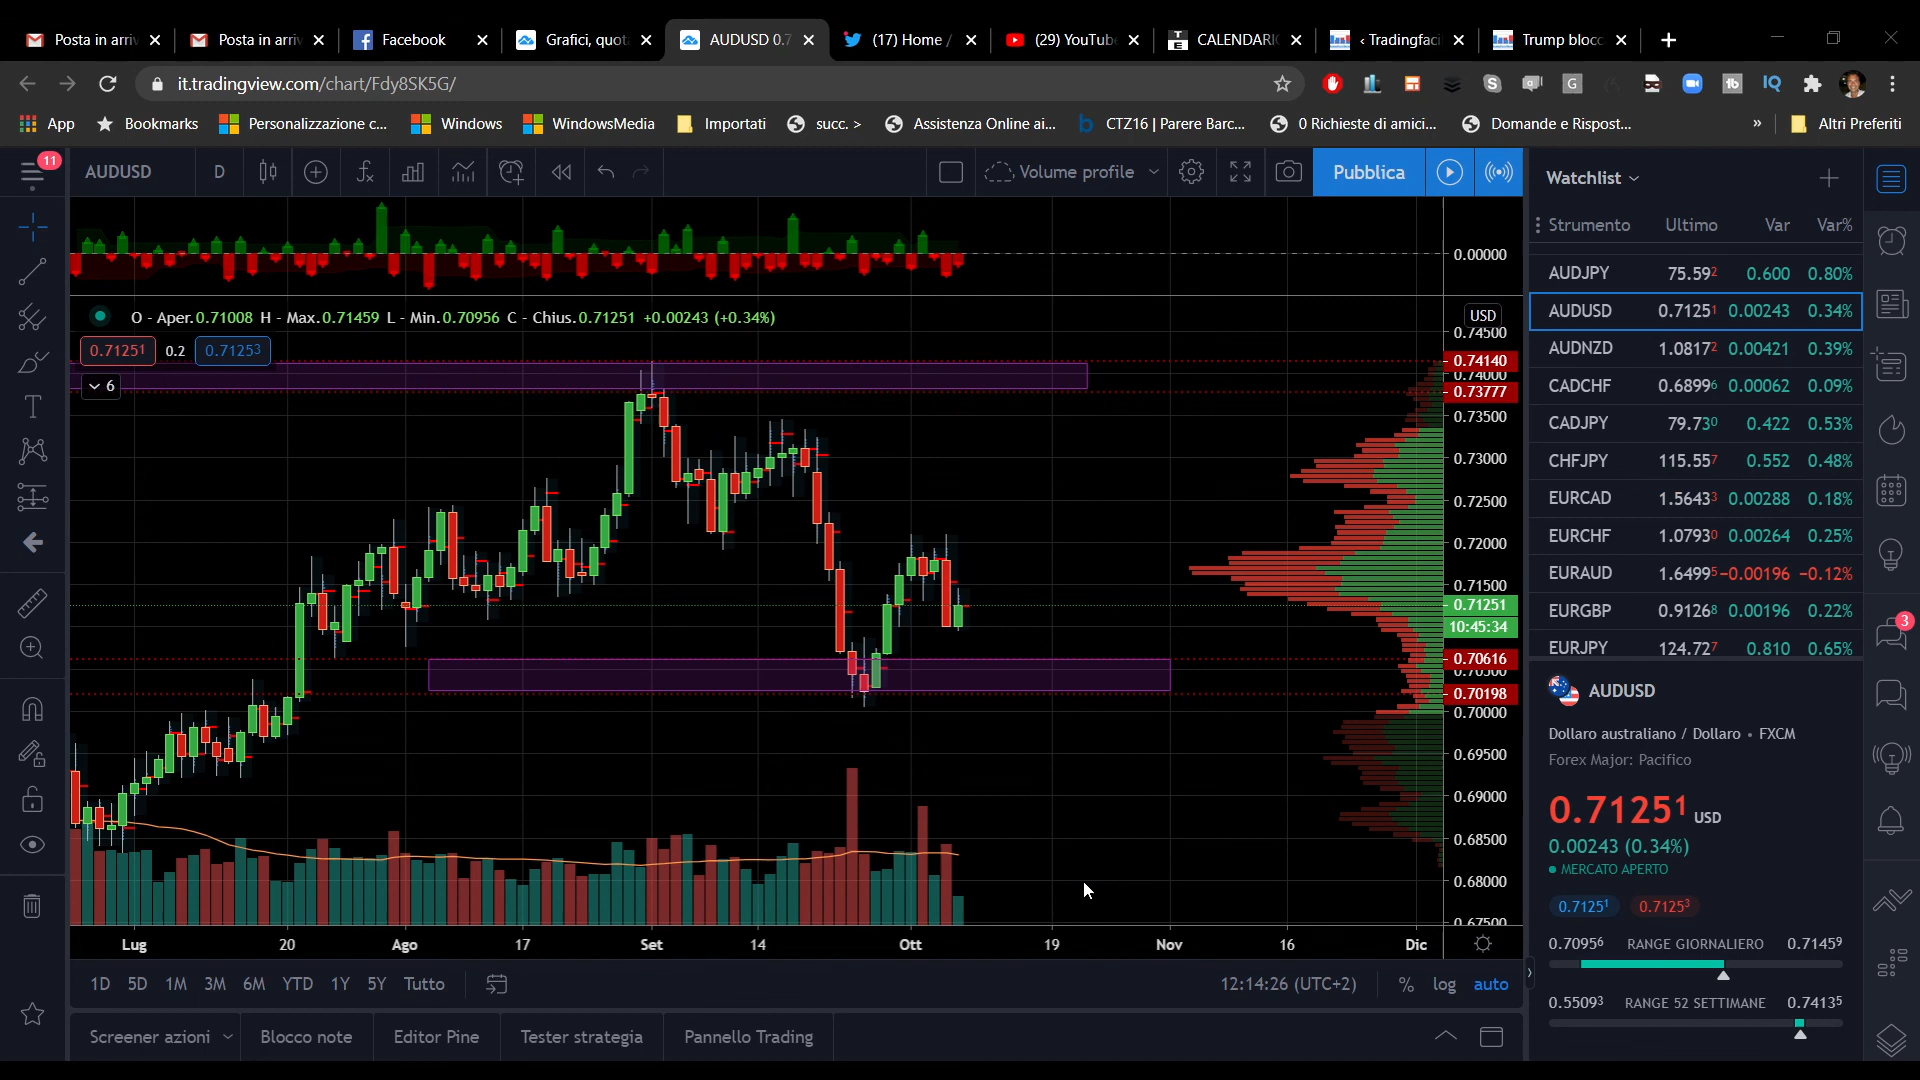 Posta in arriv
Posta in arriv
Facebook
Grafici, quot
AUDUSD 0.7
(17) Home /
(29) YouTub
CALENDARI
‹ Tradingfaci
Trump blocc
it.tradingview.com/chart/Fdy8SK5G/
App
Bookmarks
Personalizzazione c...
Windows
WindowsMedia
Importati
succ. >
Assistenza Online ai...
CTZ16 | Parere Barc...
0 Richieste di amici...
Domande e Rispost...
»
Altri Preferiti
11
AUDUSD
D
Volume profile
Pubblica
Watchlist
Strumento Ultimo Var Var%
AUDJPY 75.592 0.600 0.80%
AUDUSD 0.71251 0.00243 0.34%
AUDNZD 1.08172 0.00421 0.39%
CADCHF 0.68996 0.00062 0.09%
CADJPY 79.730 0.422 0.53%
CHFJPY 115.557 0.552 0.48%
EURCAD 1.56433 0.00288 0.18%
EURCHF 1.07930 0.00264 0.25%
EURAUD 1.64995 -0.00196 -0.12%
EURGBP 0.91268 0.00196 0.22%
EURJPY 124.727 0.810 0.65%
3
O - Aper.0.71008 H - Max.0.71459 L - Min.0.70956 C - Chius.0.71251 +0.00243 (+0.34%)
0.71251 0.2 0.71253
6
0.00000
USD
0.74500
0.74140
0.74000
0.73777
0.73500
0.73000
0.72500
0.72000
0.71500
0.71251
10:45:34
0.70616
0.70500
0.70198
0.70000
0.69500
0.69000
0.68500
0.68000
0.67500
Lug 20 Ago 17 Set 14 Ott 19 Nov 16 Dic
1D 5D 1M 3M 6M YTD 1Y 5Y Tutto
12:14:26 (UTC+2)
% log auto
Screener azioni
Blocco note
Editor Pine
Tester strategia
Pannello Trading
AUDUSD
Dollaro australiano / Dollaro • FXCM
Forex Major: Pacifico
0.71251 USD
0.00243 (0.34%)
MERCATO APERTO
0.71251 0.71253
0.70956 RANGE GIORNALIERO 0.71459
0.55093 RANGE 52 SETTIMANE 0.74135